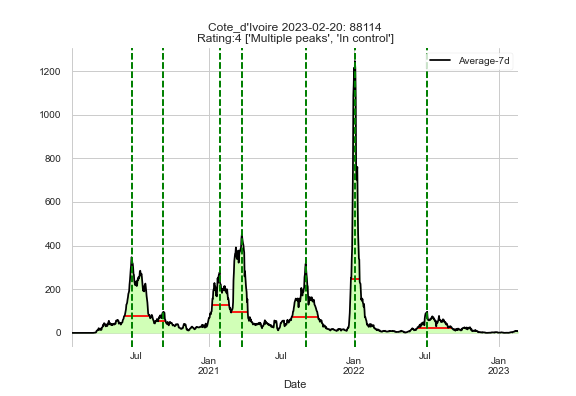 Cote_d'Ivoire 2023-02-20: 88114
Rating:4 ['Multiple peaks', 'In control']
Average-7d
1200
1000
800
600
400
200
0
Jul
Jan
2021
Jul
Jan
2022
Jul
Jan
2023
Date